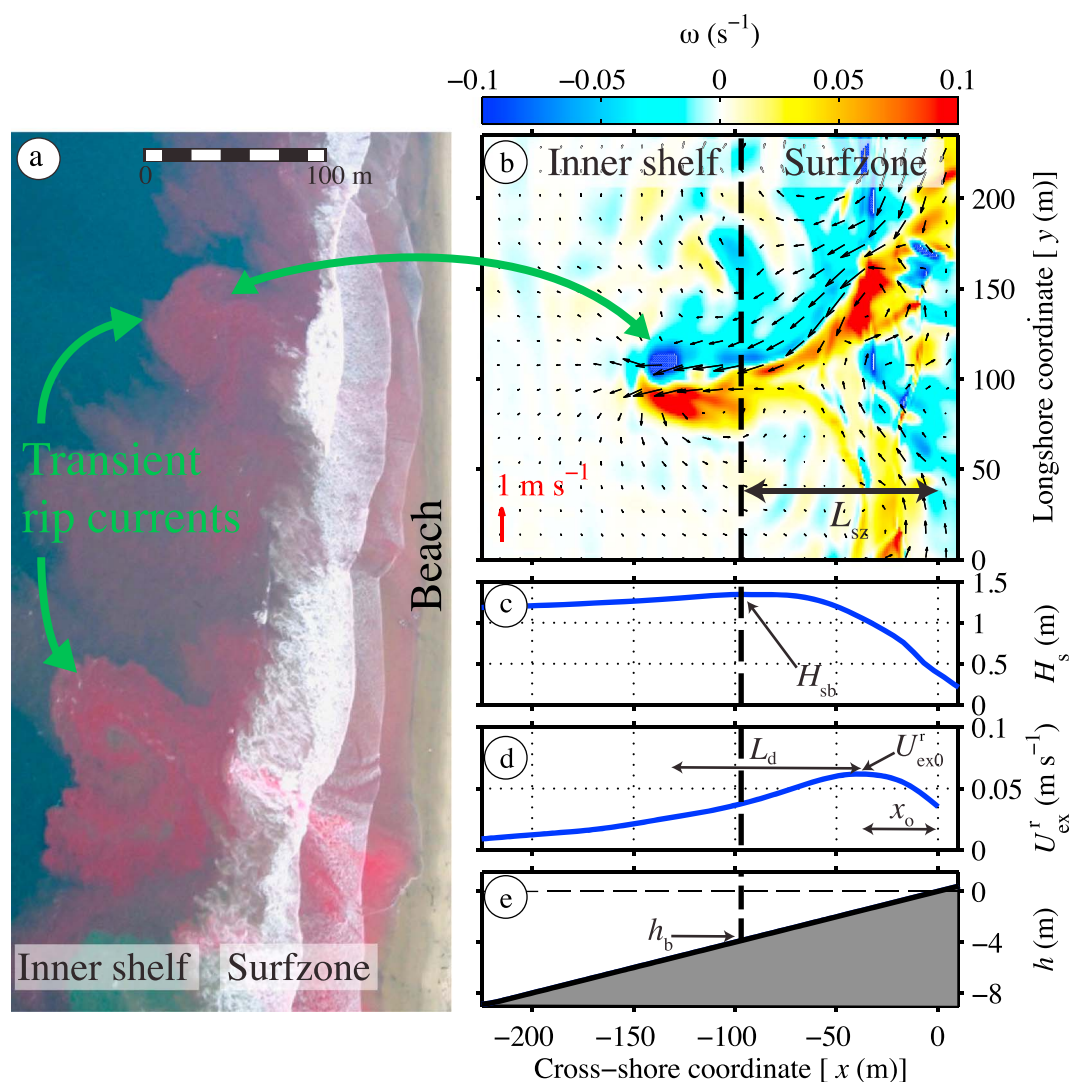 ω (s⁻¹)
−0.1 −0.05 0 0.05 0.1
a
0 100 m
Transient
rip currents
Beach
Inner shelf Surfzone
b Inner shelf Surfzone
1 m s⁻¹
L_sz
200
150
100
50
0
Longshore coordinate [ y (m)]
c
H_sb
1.5
1
0.5
0
H_s (m)
d
L_d
U^r_ex0
x_o
0.1
0.05
0
U^r_ex (m s⁻¹)
e
h_b
0
−4
−8
h (m)
−200 −150 −100 −50 0
Cross−shore coordinate [ x (m)]